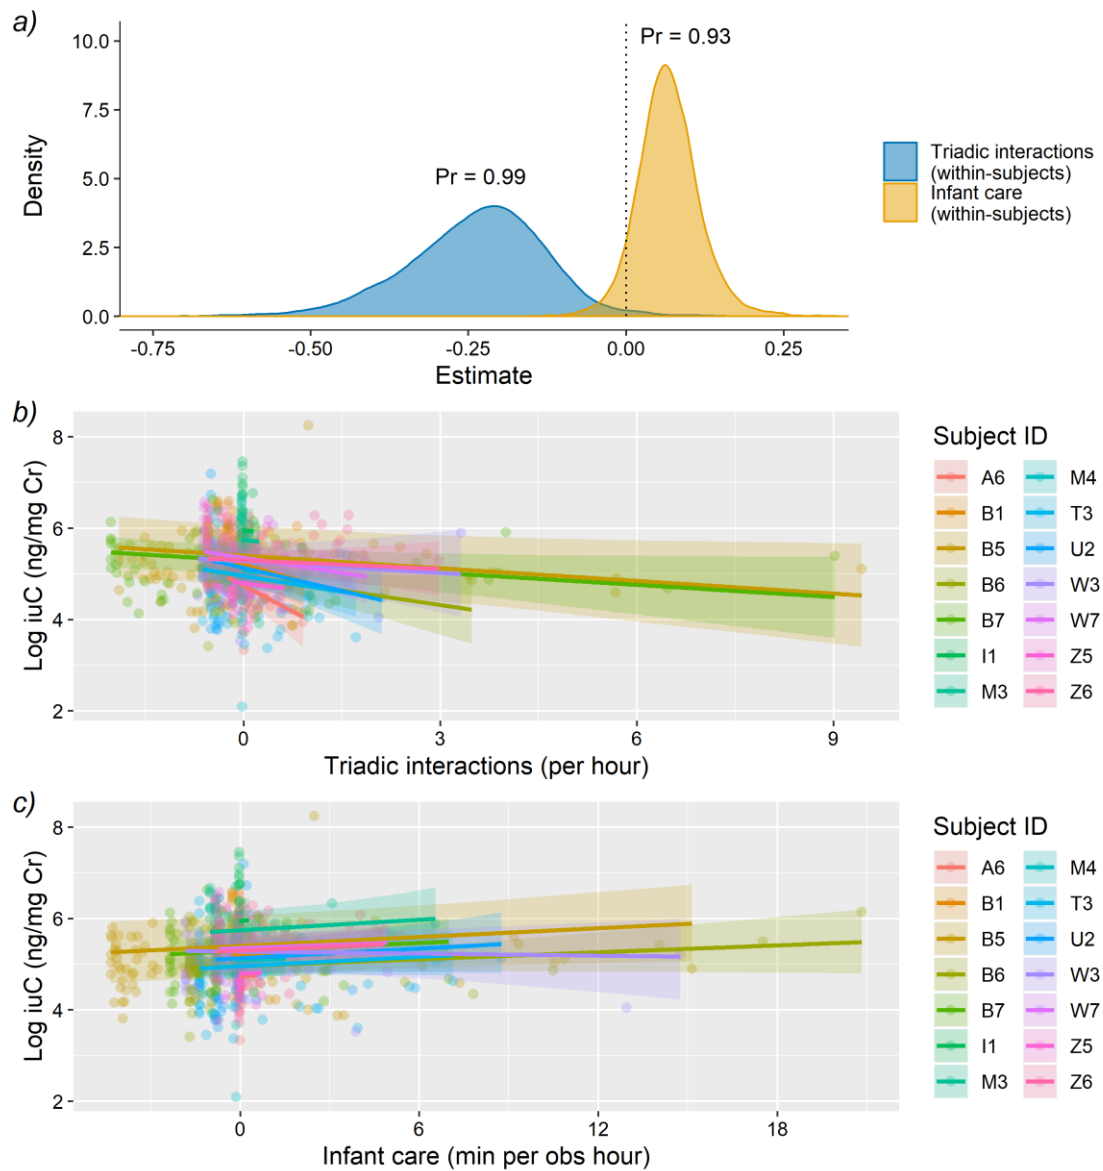 a)
10.0
7.5
5.0
2.5
0.0
Density
Pr = 0.93
Pr = 0.99
-0.75 -0.50 -0.25 0.00 0.25
Estimate
Triadic interactions
(within-subjects)
Infant care
(within-subjects)
b)
8
6
4
2
Log iuC (ng/mg Cr)
0 3 6 9
Triadic interactions (per hour)
Subject ID
A6 M4
B1 T3
B5 U2
B6 W3
B7 W7
I1 Z5
M3 Z6
c)
8
6
4
2
Log iuC (ng/mg Cr)
0 6 12 18
Infant care (min per obs hour)
Subject ID
A6 M4
B1 T3
B5 U2
B6 W3
B7 W7
I1 Z5
M3 Z6